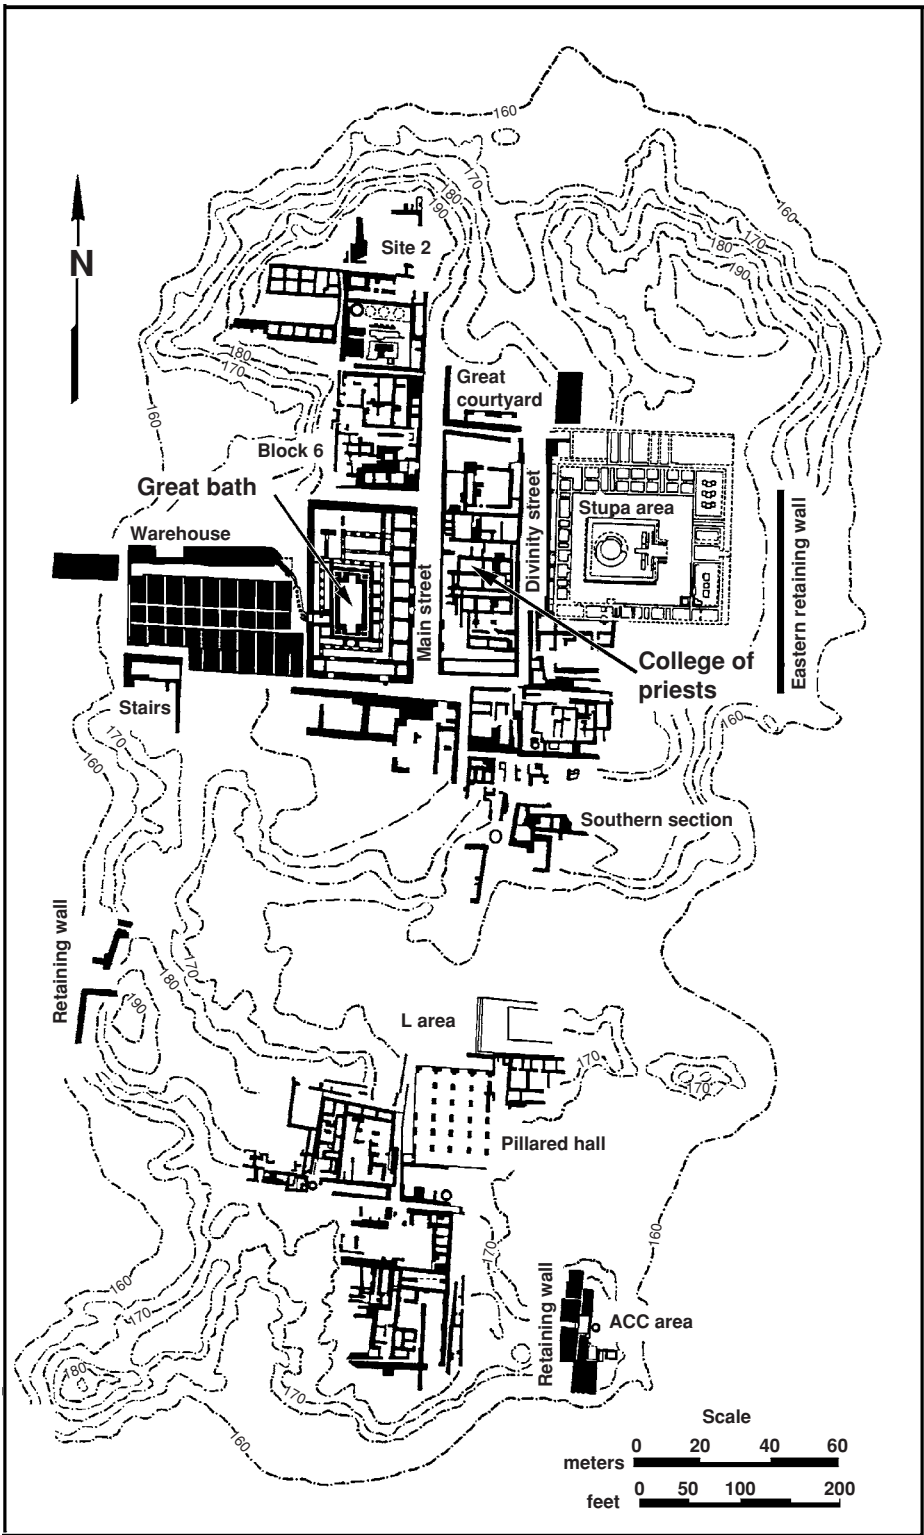 160
170
180
190
160
170
180
190
N
Site 2
180
170
160
Great
courtyard
Block 6
Great bath
Warehouse
Stupa area
Divinity street
Main street
Eastern retaining wall
College of
priests
Stairs
160
170
160
Southern section
Retaining wall
170
180
190
L area
170
170
Pillared hall
160
170
160
170
180
170
160
Retaining wall
ACC area
Scale
0 20 40 60
meters
0 50 100 200
feet